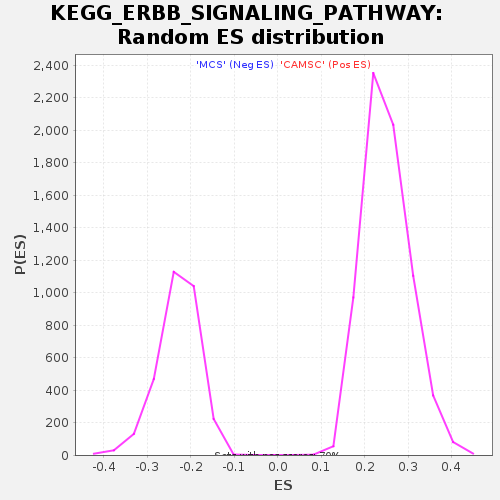 KEGG_ERBB_SIGNALING_PATHWAY:
Random ES distribution
'MCS' (Neg ES) 'CAMSC' (Pos ES)
2,400
2,200
2,000
1,800
1,600
1,400
1,200
1,000
800
600
400
200
0
P(ES)
-0.4 -0.3 -0.2 -0.1 0.0 0.1 0.2 0.3 0.4
ES